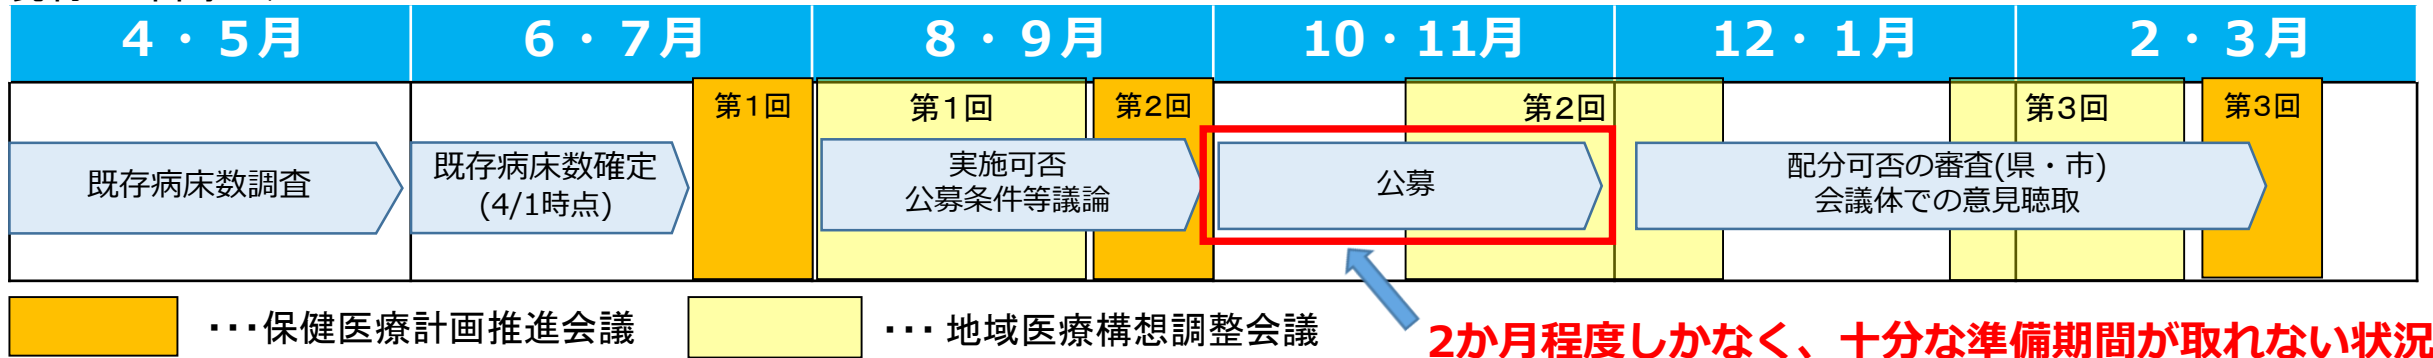 4・5月
6・7月
8・9月
10・11月
12・1月
2・3月
第1回
第1回
第2回
第2回
第3回
第3回
既存病床数調査
既存病床数確定
(4/1時点)
実施可否
公募条件等議論
公募
配分可否の審査(県・市)
会議体での意見聴取
･･･保健医療計画推進会議
･･･ 地域医療構想調整会議
2か月程度しかなく、十分な準備期間が取れない状況